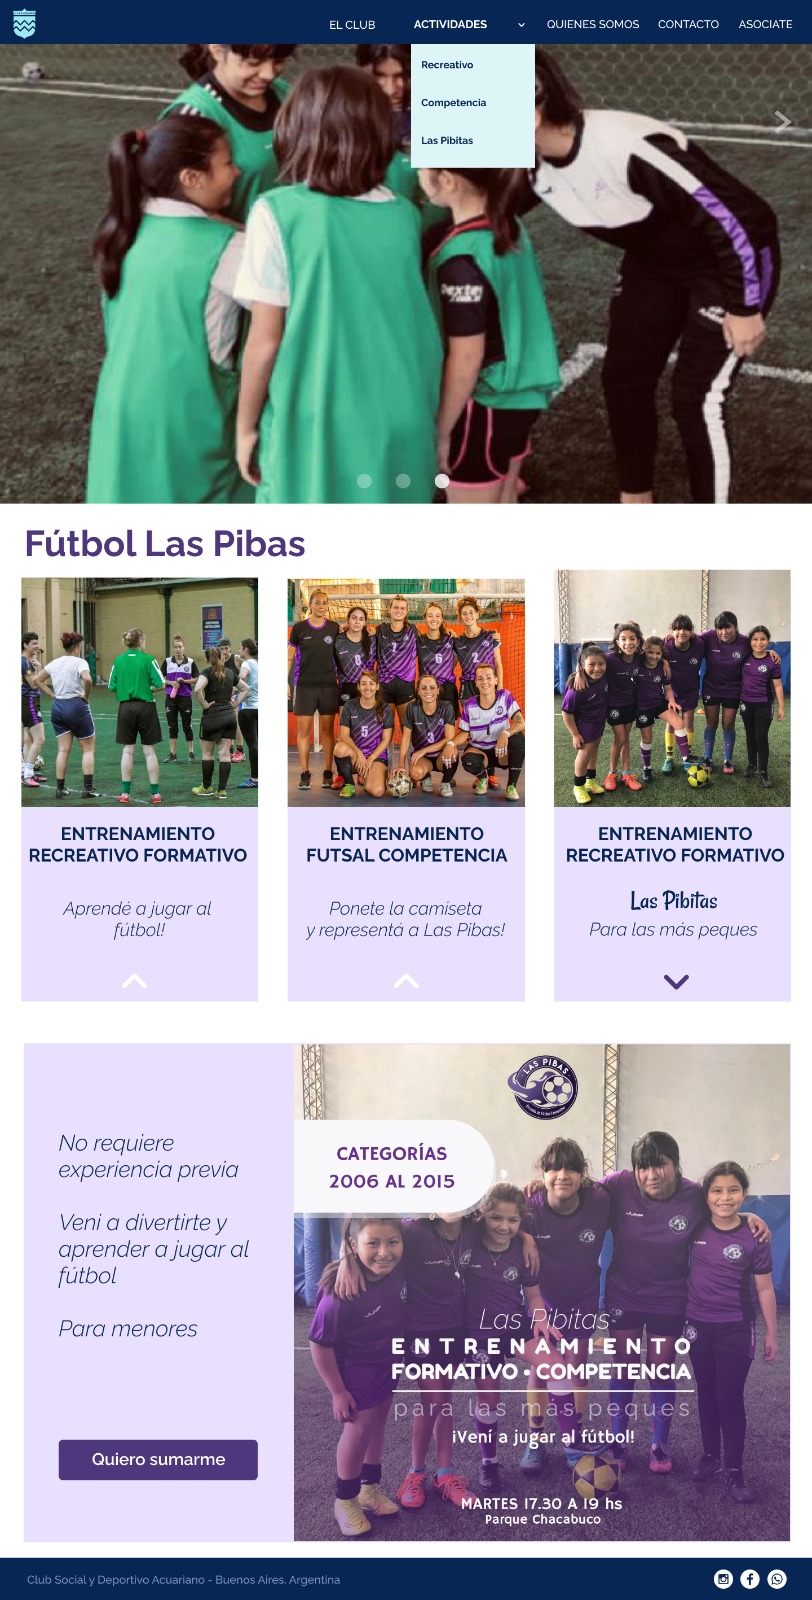 EL CLUB
ACTIVIDADES
QUIENES SOMOS
CONTACTO
ASOCIATE
Recreativo
Competencia
Las Pibitas
Fútbol Las Pibas
ENTRENAMIENTO
RECREATIVO FORMATIVO
Aprendé a jugar al
fútbol!
ENTRENAMIENTO
FUTSAL COMPETENCIA
Ponete la camiseta
y representá a Las Pibas!
ENTRENAMIENTO
RECREATIVO FORMATIVO
Las Pibitas
Para las más peques
No requiere
experiencia previa
Veni a divertirte y
aprender a jugar al
fútbol
Para menores
Quiero sumarme
LAS PIBAS
CATEGORÍAS
2006 AL 2015
Las Pibitas
ENTRENAMIENTO
FORMATIVO • COMPETENCIA
para las más peques
¡Vení a jugar al fútbol!
MARTES 17.30 A 19 hs
Parque Chacabuco
Club Social y Deportivo Acuariano - Buenos Aires. Argentina